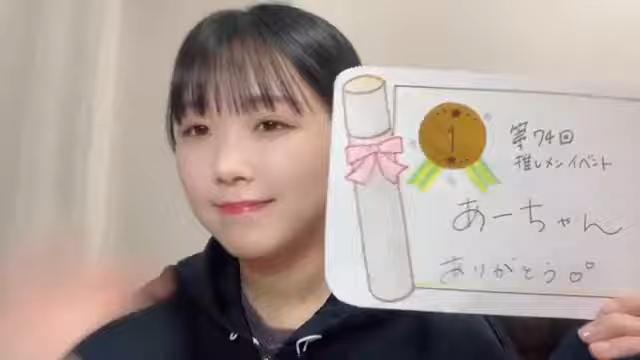 1
第74回
推しメンイベント
あーちゃん
ありがとう